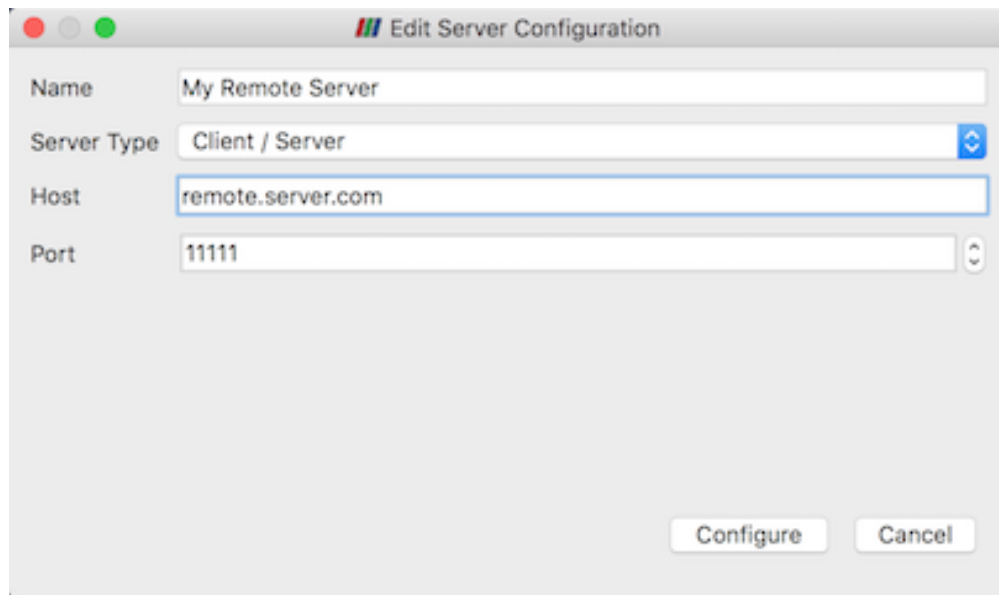 Edit Server Configuration
Name My Remote Server
Server Type Client / Server
Host remote.server.com
Port 11111
Configure Cancel